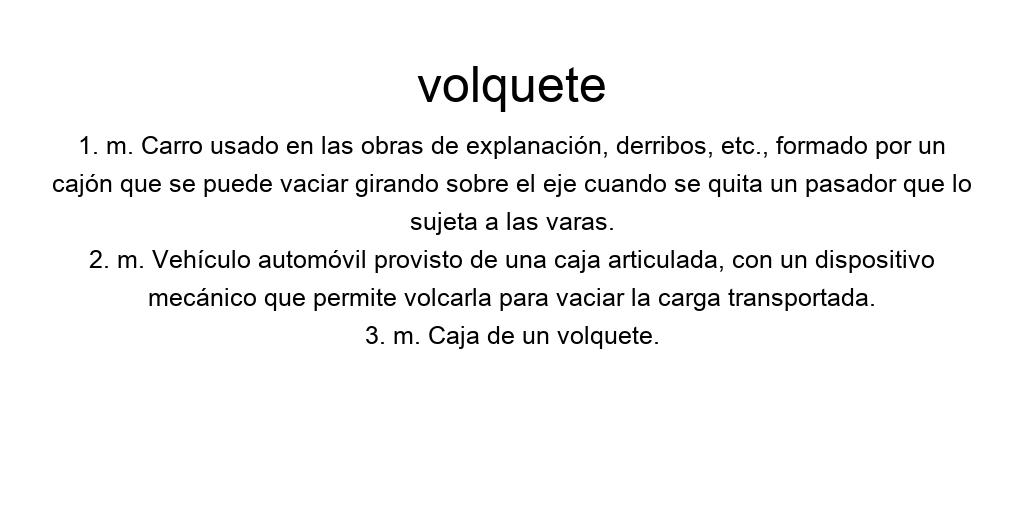 volquete
1. m. Carro usado en las obras de explanación, derribos, etc., formado por un
cajón que se puede vaciar girando sobre el eje cuando se quita un pasador que lo
sujeta a las varas.
2. m. Vehículo automóvil provisto de una caja articulada, con un dispositivo
mecánico que permite volcarla para vaciar la carga transportada.
3. m. Caja de un volquete.